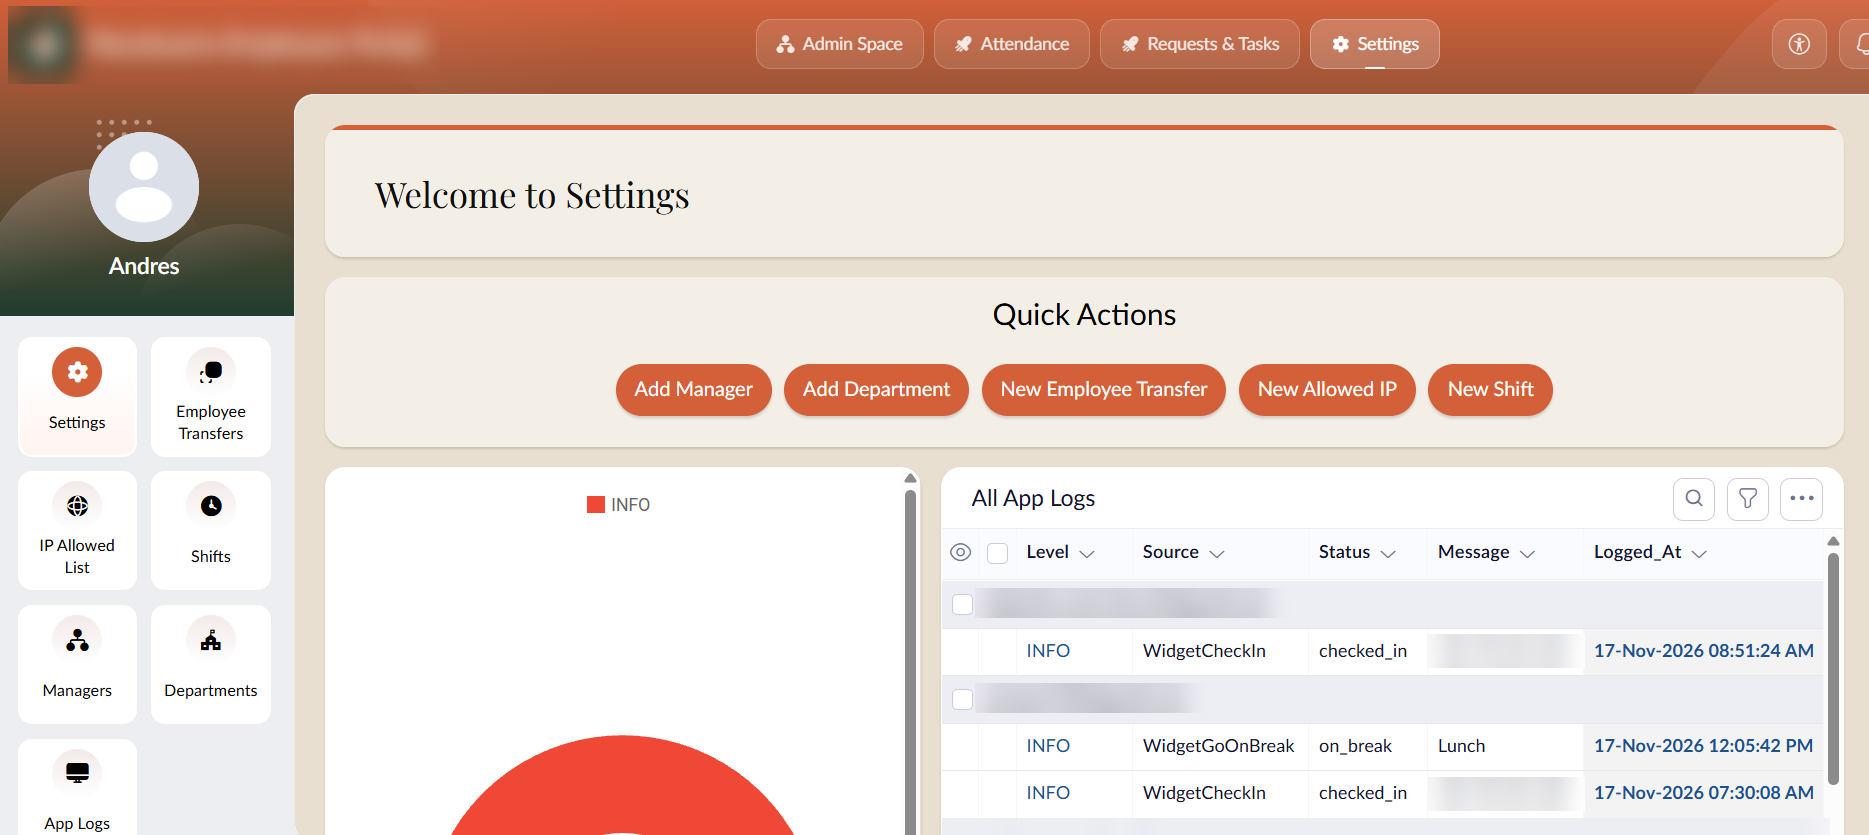 Admin Space
Attendance
Requests & Tasks
Settings
Andres
Settings
Employee
Transfers
IP Allowed
List
Shifts
Managers
Departments
App Logs
Welcome to Settings
Quick Actions
Add Manager
Add Department
New Employee Transfer
New Allowed IP
New Shift
INFO
All App Logs
Level Source Status Message Logged_At
INFO WidgetCheckIn checked_in 17-Nov-2026 08:51:24 AM
INFO WidgetGoOnBreak on_break Lunch 17-Nov-2026 12:05:42 PM
INFO WidgetCheckIn checked_in 17-Nov-2026 07:30:08 AM